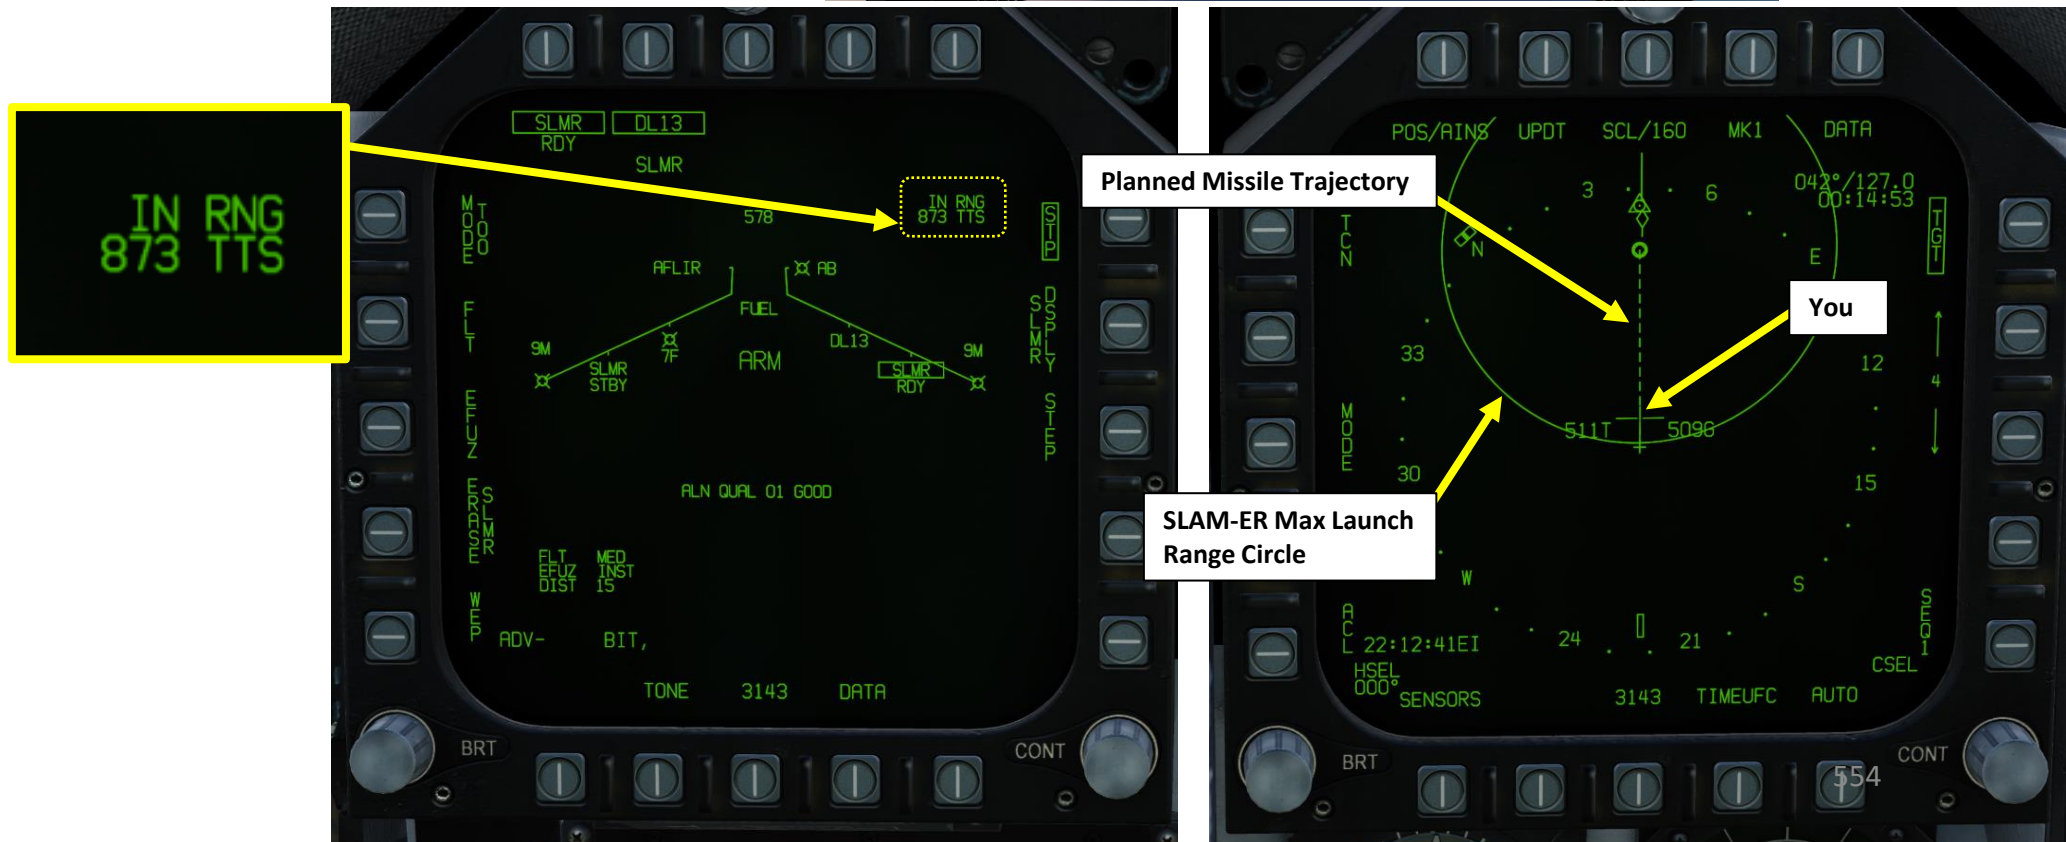 IN RNG
873 TTS
SLMR DL13
RDY
SLMR
IN RNG
578 873 TTS
MODE
TOO
STP
AFLIR AB
FUEL
FLT
DSPLY
SLMR
9M 7F ARM DL13 9M
SLMR SLMR
STBY RDY
EFUZ
STEP
ALN QUAL 01 GOOD
ERASE
SLMR
FLT MED
EFUZ INST
DIST 15
WEP
ADV- BIT,
TONE 3143 DATA
BRT CONT
POS/AINS UPDT SCL/160 MK1 DATA
Planned Missile Trajectory
042°/127.0
00:14:53
3 6
TCN
TGT
N E
You
33 12
4
MODE
511T 509G
30 15
SLAM-ER Max Launch
Range Circle
W S
ACL
SEQ1
22:12:41EI 24 21
CSEL
HSEL
000°
SENSORS 3143 TIMEUFC AUTO
BRT CONT
554